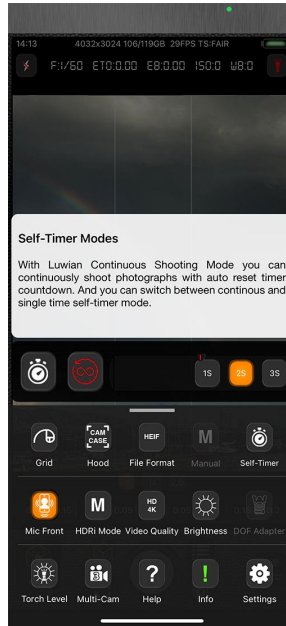 14:13 4032x3024 106/119GB 29FPS TS:FAIR
F:1/60 ET0:0.00 EB:0.00 ISO:0 WB:0 !
Self-Timer Modes
With Luwian Continuous Shooting Mode you can
continuously shoot photographs with auto reset timer
countdown. And you can switch between continous and
single time self-timer mode.
1S 2S 3S
CAM
CASE
HEIF
M
Grid Hood File Format Manual Self-Timer
M
HD
4K
Mic Front HDRi Mode Video Quality Brightness DOF Adapter
3
?
!
Torch Level Multi-Cam Help Info Settings